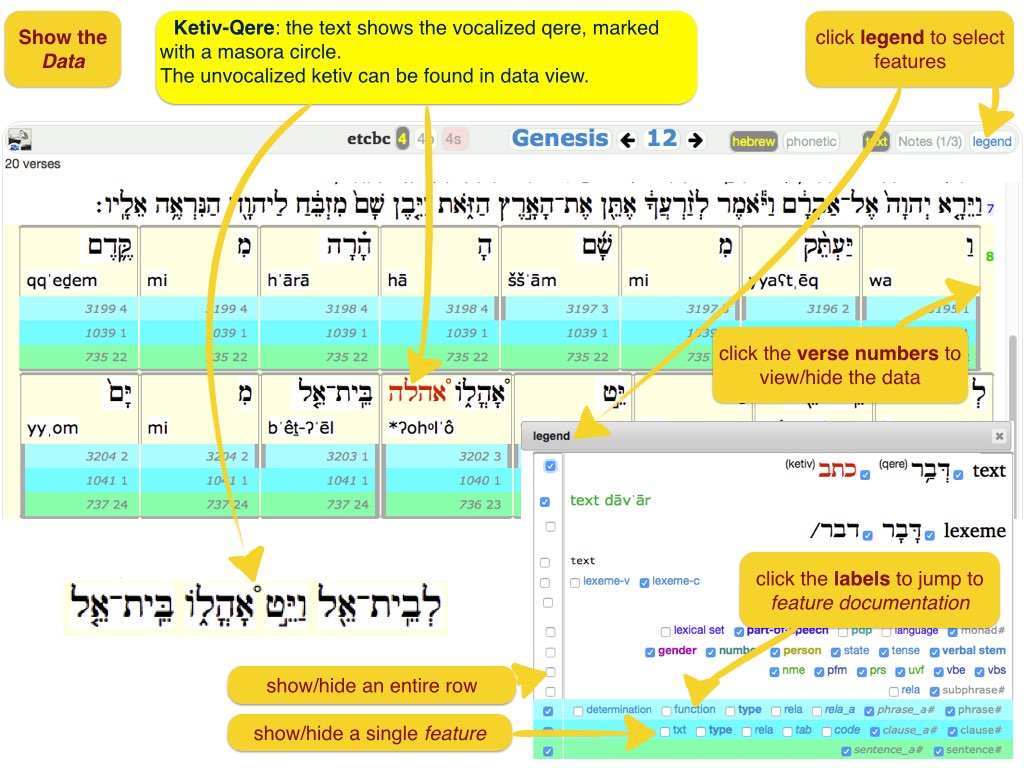 Show the
Data
Ketiv-Qere: the text shows the vocalized qere, marked
with a masora circle.
The unvocalized ketiv can be found in data view.
click legend to select
features
etcbc 4 4b 4s Genesis 12 hebrew phonetic text Notes (1/3) legend
20 verses
7 וַיֵּרָ֤א יְהוָה֙ אֶל־אַבְרָ֔ם וַיֹּ֕אמֶר לְזַ֨רְעֲךָ֔ אֶתֵּ֖ן אֶת־הָאָ֣רֶץ הַזֹּ֑את וַיִּ֤בֶן שָׁם֙ מִזְבֵּ֔חַ לַיהוָ֖ה הַנִּרְאֶ֥ה אֵלָֽיו׃
8 וַ יַּעְתֵּ֨ק מִ שָּׁ֜ם הָ הָ֗רָה מִ קֶּ֛דֶם
qqˈeḏem mi hˈārā hā ššˈām mi yyaʕtˌēq wa
3199 4 3199 4 3198 4 3198 4 3197 3 3197 3 3196 2 3195 1
1039 1 1039 1 1039 1 1039 1 1039 1 1039
735 22 735 22 735 22 735 22 735 22 735
click the verse numbers to
view/hide the data
לְ יֵּ֣ט אָהֳלֹ֑ו אהלה בֵּֽית־אֵ֤ל מִ יָּם֙
yyˌom mi bˈêṯ-ʔˈēl *ʔohᵒlˈô
3204 2 3204 2 3203 1 3202 3
1041 1 1041 1 1041 1 1040 1
737 24 737 24 737 24 736 23
legend
text דְּבַ֥ר (qere) כתב (ketiv)
text dāvˈār
lexeme דָּבָר דבר/
text
lexeme-v lexeme-c
click the labels to jump to
feature documentation
lexical set part-of-speech pdp language monad#
gender number person state tense verbal stem
nme pfm prs uvf vbe vbs
rela subphrase#
determination function type rela rela_a phrase_a# phrase#
txt type rela tab code clause_a# clause#
sentence_a# sentence#
לְבֵֽית־אֵ֖ל וַיֵּ֣ט אָהֳלֹ֑ו בֵּֽית־אֵ֤ל
show/hide an entire row
show/hide a single feature